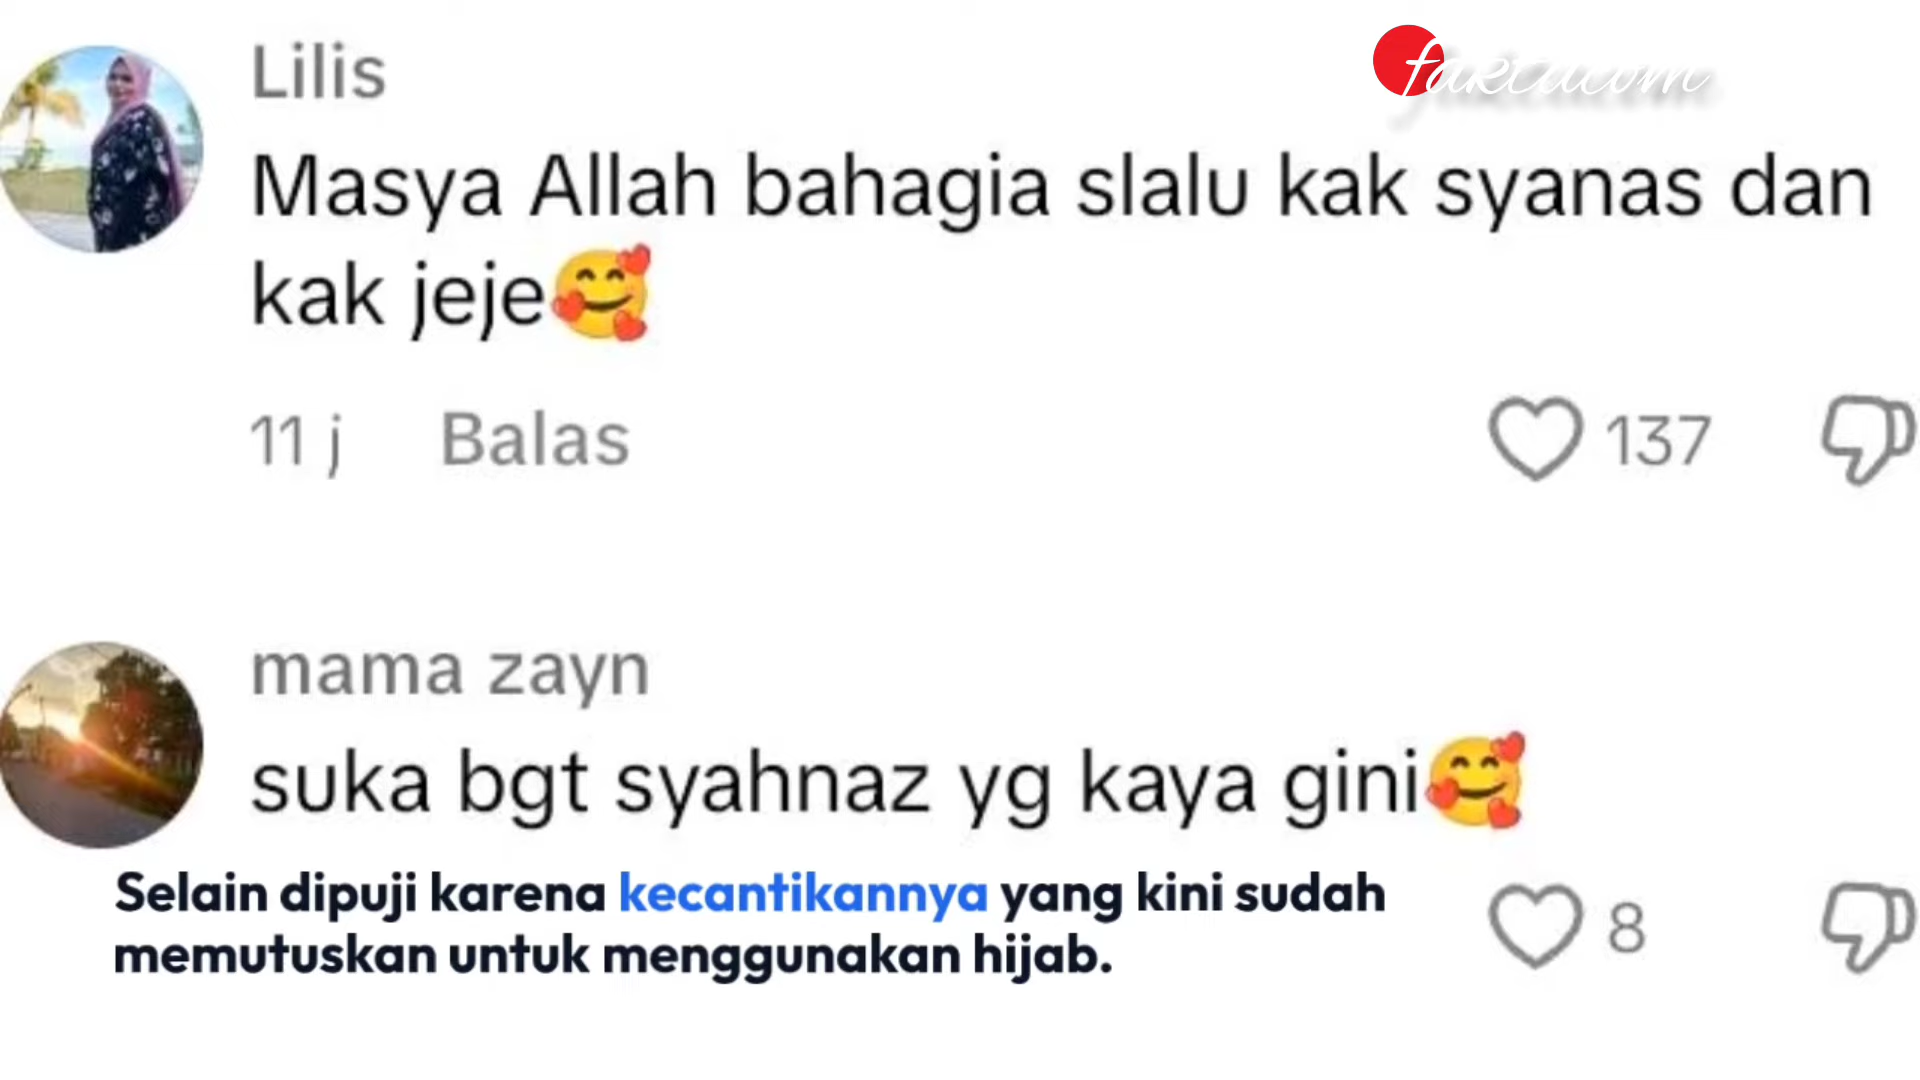 Lilis
faktacom
Masya Allah bahagia slalu kak syanas dan
kak jeje🥰
11 j Balas 137
mama zayn
suka bgt syahnaz yg kaya gini🥰
8
Selain dipuji karena kecantikannya yang kini sudah
memutuskan untuk menggunakan hijab.